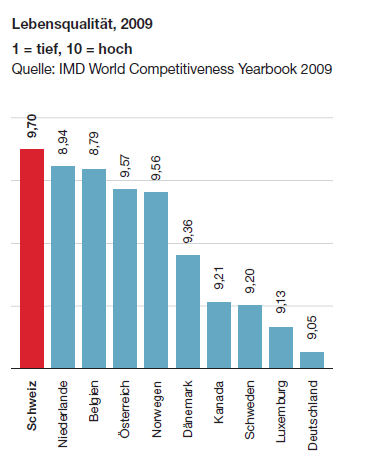 Lebensqualität, 2009
1 = tief, 10 = hoch
Quelle: IMD World Competitiveness Yearbook 2009
9,70
8,94
8,79
9,57
9,56
9,36
9,21
9,20
9,13
9,05
Schweiz
Niederlande
Belgien
Österreich
Norwegen
Dänemark
Kanada
Schweden
Luxemburg
Deutschland